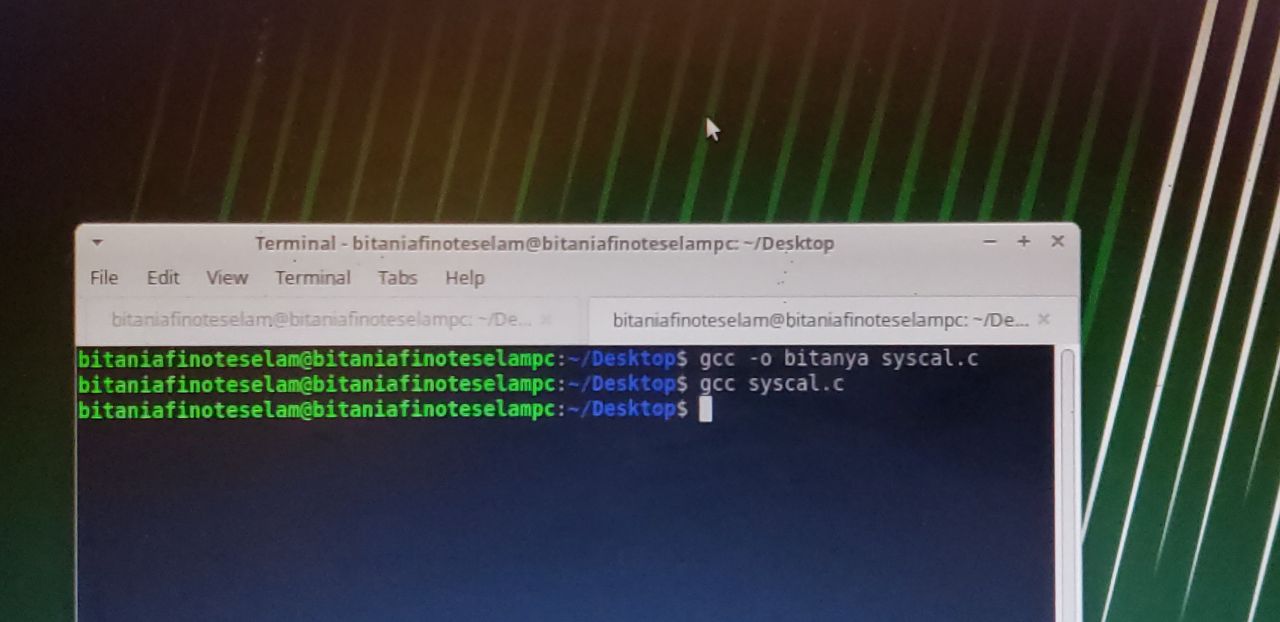 Terminal - bitaniafinoteselam@bitaniafinoteselampc: ~/Desktop
File Edit View Terminal Tabs Help
bitaniafinoteselam@bitaniafinoteselampc: ~/De... bitaniafinoteselam@bitaniafinoteselampc: ~/De...
bitaniafinoteselam@bitaniafinoteselampc:~/Desktop$ gcc -o bitanya syscal.c
bitaniafinoteselam@bitaniafinoteselampc:~/Desktop$ gcc syscal.c
bitaniafinoteselam@bitaniafinoteselampc:~/Desktop$